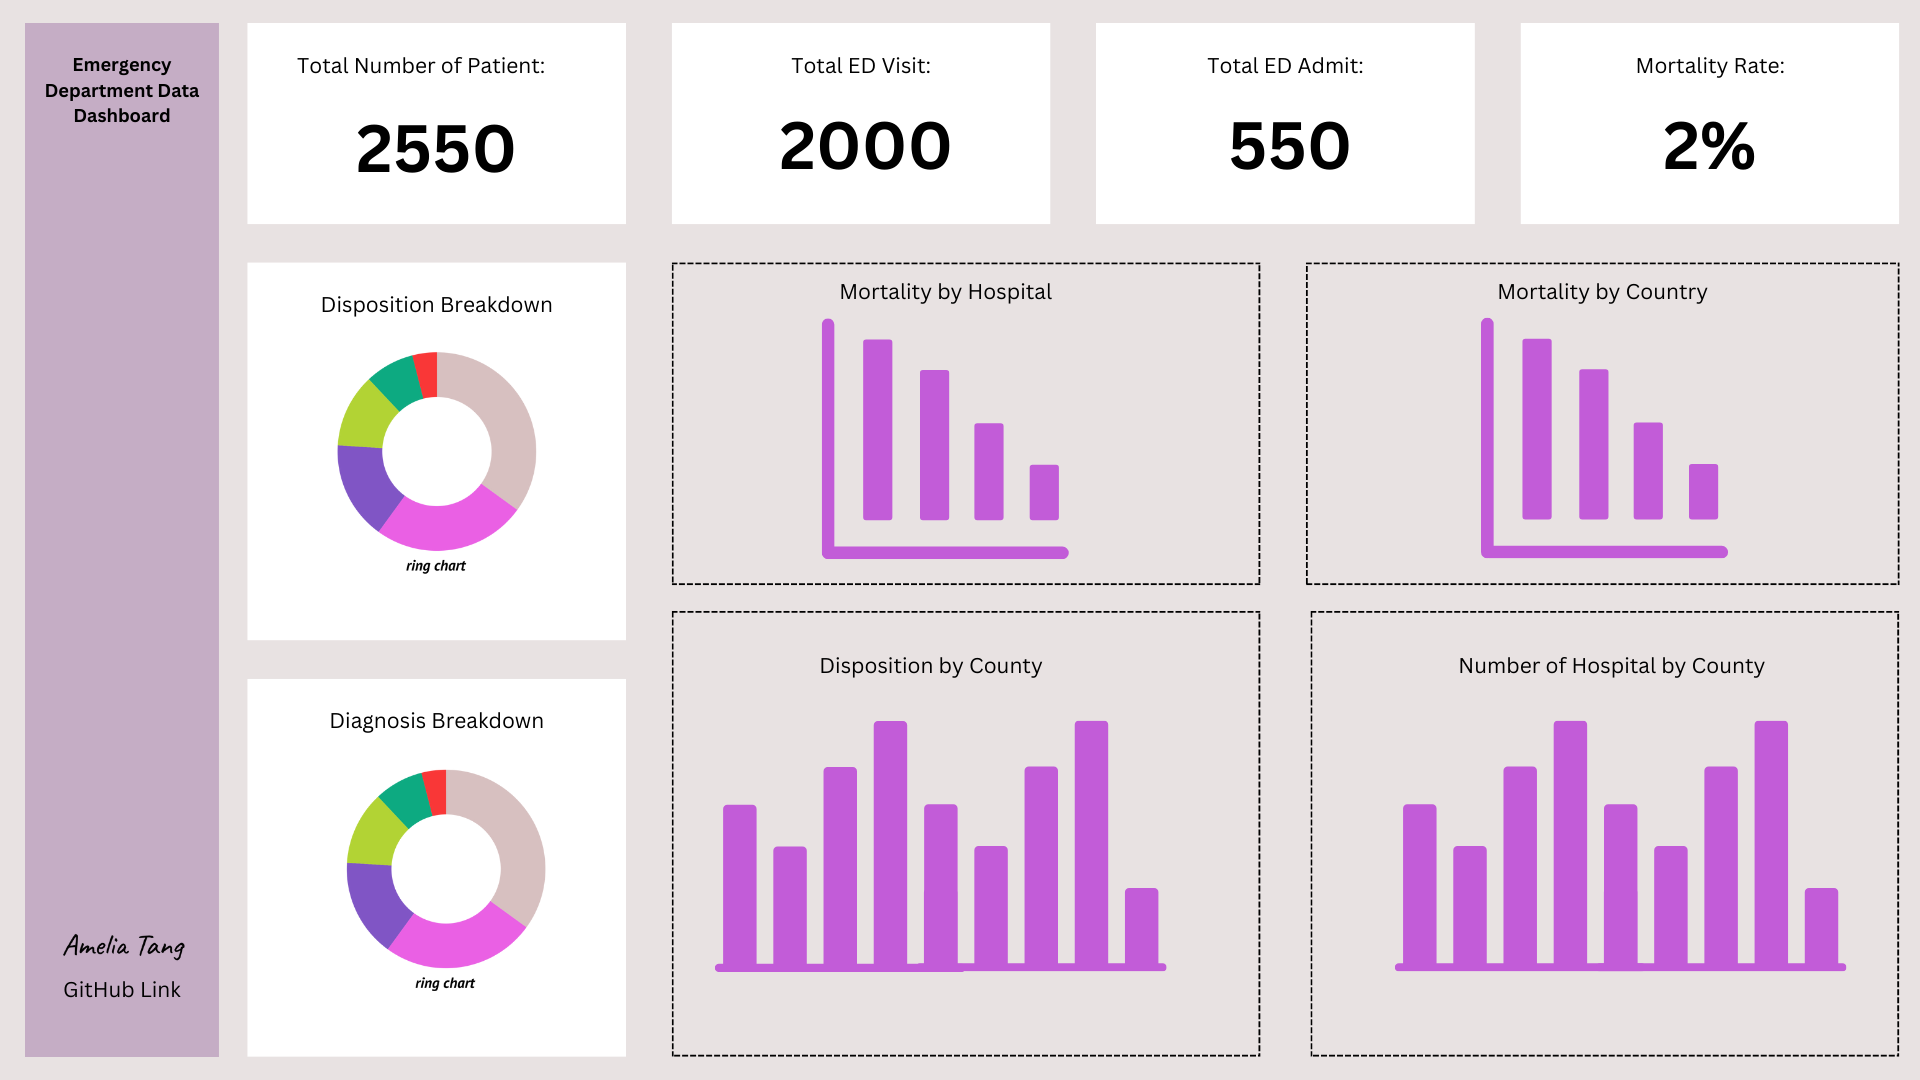 Emergency
Department Data
Dashboard
Total Number of Patient:
2550
Total ED Visit:
2000
Total ED Admit:
550
Mortality Rate:
2%
Disposition Breakdown
ring chart
Mortality by Hospital
Mortality by Country
Diagnosis Breakdown
ring chart
Disposition by County
Number of Hospital by County
Amelia Tang
GitHub Link